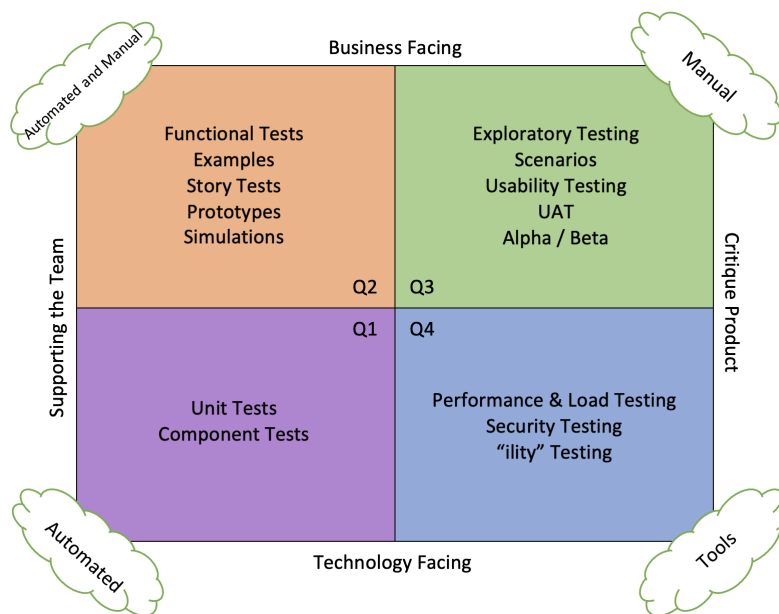 Business Facing
Automated and Manual
Manual
Functional Tests
Examples
Story Tests
Prototypes
Simulations
Q2
Exploratory Testing
Scenarios
Usability Testing
UAT
Alpha / Beta
Q3
Supporting the Team
Critique Product
Q1
Unit Tests
Component Tests
Q4
Performance & Load Testing
Security Testing
“ility” Testing
Automated
Technology Facing
Tools